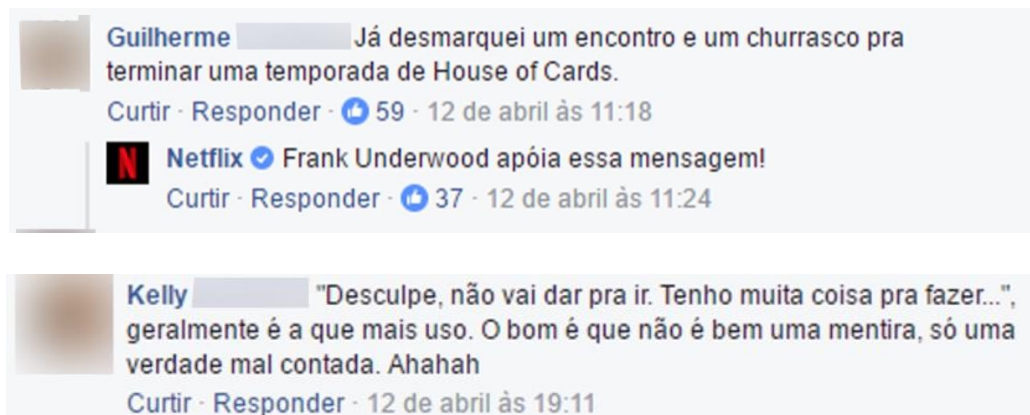 Guilherme Já desmarquei um encontro e um churrasco pra
terminar uma temporada de House of Cards.
Curtir · Responder · 59 · 12 de abril às 11:18
N Netflix Frank Underwood apóia essa mensagem!
Curtir · Responder · 37 · 12 de abril às 11:24
Kelly "Desculpe, não vai dar pra ir. Tenho muita coisa pra fazer...",
geralmente é a que mais uso. O bom é que não é bem uma mentira, só uma
verdade mal contada. Ahahah
Curtir · Responder · 12 de abril às 19:11